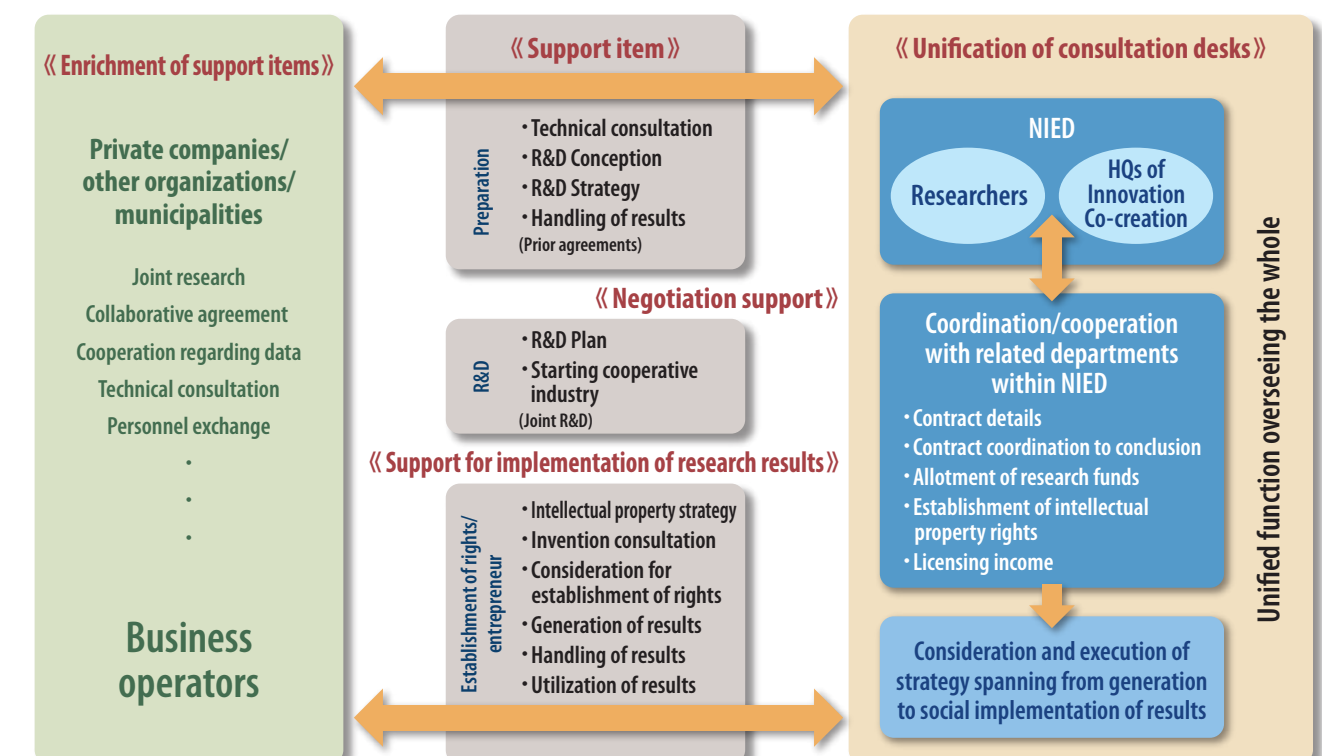 《Enrichment of support items》
Private companies/
other organizations/
municipalities
Joint research
Collaborative agreement
Cooperation regarding data
Technical consultation
Personnel exchange
・
・
・
Business
operators
《Support item》
Preparation
・Technical consultation
・R&D Conception
・R&D Strategy
・Handling of results
(Prior agreements)
《Negotiation support》
R&D
・R&D Plan
・Starting cooperative
industry
(Joint R&D)
《Support for implementation of research results》
Establishment of rights/
entrepreneur
・Intellectual property strategy
・Invention consultation
・Consideration for
establishment of rights
・Generation of results
・Handling of results
・Utilization of results
《Unification of consultation desks》
NIED
Researchers
HQs of
Innovation
Co-creation
Coordination/cooperation
with related departments
within NIED
・Contract details
・Contract coordination to conclusion
・Allotment of research funds
・Establishment of intellectual
property rights
・Licensing income
Consideration and execution of
strategy spanning from generation
to social implementation of results
Unified function overseeing the whole